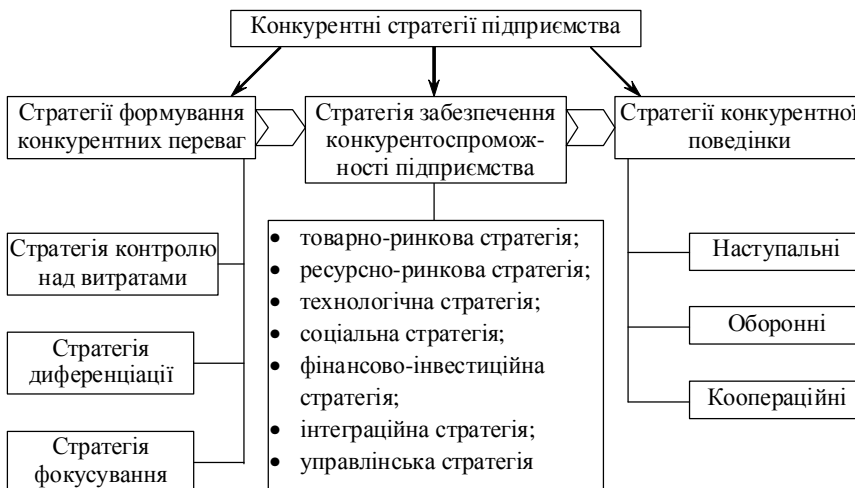 Конкурентні стратегії підприємства
Стратегії формування
конкурентних переваг
Стратегія забезпечення
конкурентоспромож-
ності підприємства
Стратегії конкурентної
поведінки
Стратегія контролю
над витратами
Стратегія
диференціації
Стратегія
фокусування
• товарно-ринкова стратегія;
• ресурсно-ринкова стратегія;
• технологічна стратегія;
• соціальна стратегія;
• фінансово-інвестиційна
стратегія;
• інтеграційна стратегія;
• управлінська стратегія
Наступальні
Оборонні
Коопераційні